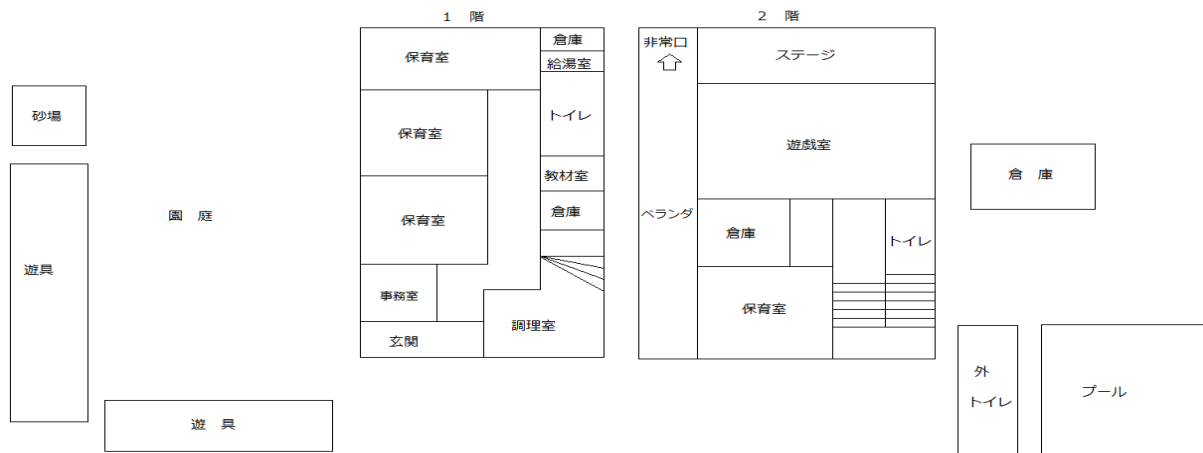 1 階
2 階
保育室
倉庫
給湯室
非常口
ステージ
砂場
保育室
トイレ
遊戯室
教材室
倉 庫
園 庭
保育室
倉庫
ベランダ
倉庫
トイレ
遊具
事務室
保育室
調理室
玄関
外
トイレ
プール
遊 具